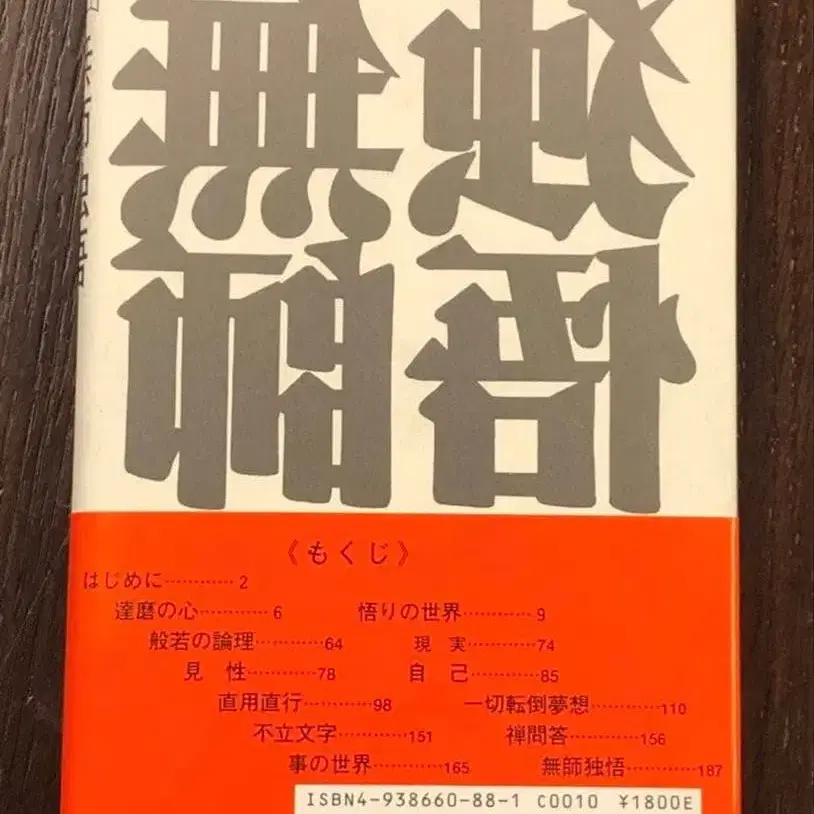 無師
独悟
《もくじ》
はじめに…………2
達磨の心…………6　悟りの世界…………9
般若の論理…………64　現　実…………74
見　性…………78　自　己…………85
直用直行…………98　一切転倒夢想…………110
不立文字…………151　禅問答…………156
事の世界…………165　無師独悟…………187
ISBN4-938660-88-1 C0010 ¥1800E